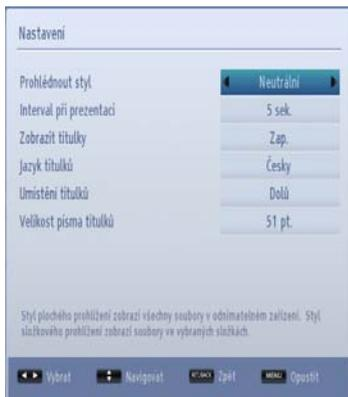 Nastavení
Prohlédnout styl Neutrální
Interval při prezentaci 5 sek.
Zobrazit titulky Zap.
Jazyk titulků Česky
Umístění titulků Dolů
Velikost písma titulků 51 pt.
Styl plochého prohlížení zobrazí všechny soubory v odnímatelném zařízení. Styl
složkového prohlížení zobrazí soubory ve vybraných složkách.
Vybrat Navigovat RET./BACK Zpět MENU Opustit